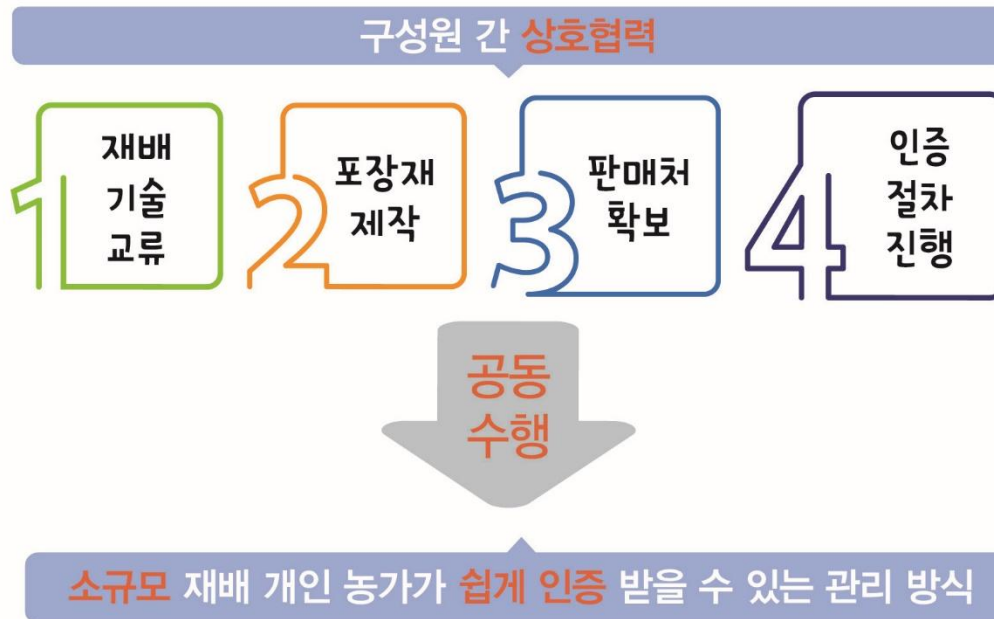 구성원 간 상호협력
1
재배
기술
교류
2
포장재
제작
3
판매처
확보
4
인증
절차
진행
공동
수행
소규모 재배 개인 농가가 쉽게 인증 받을 수 있는 관리 방식